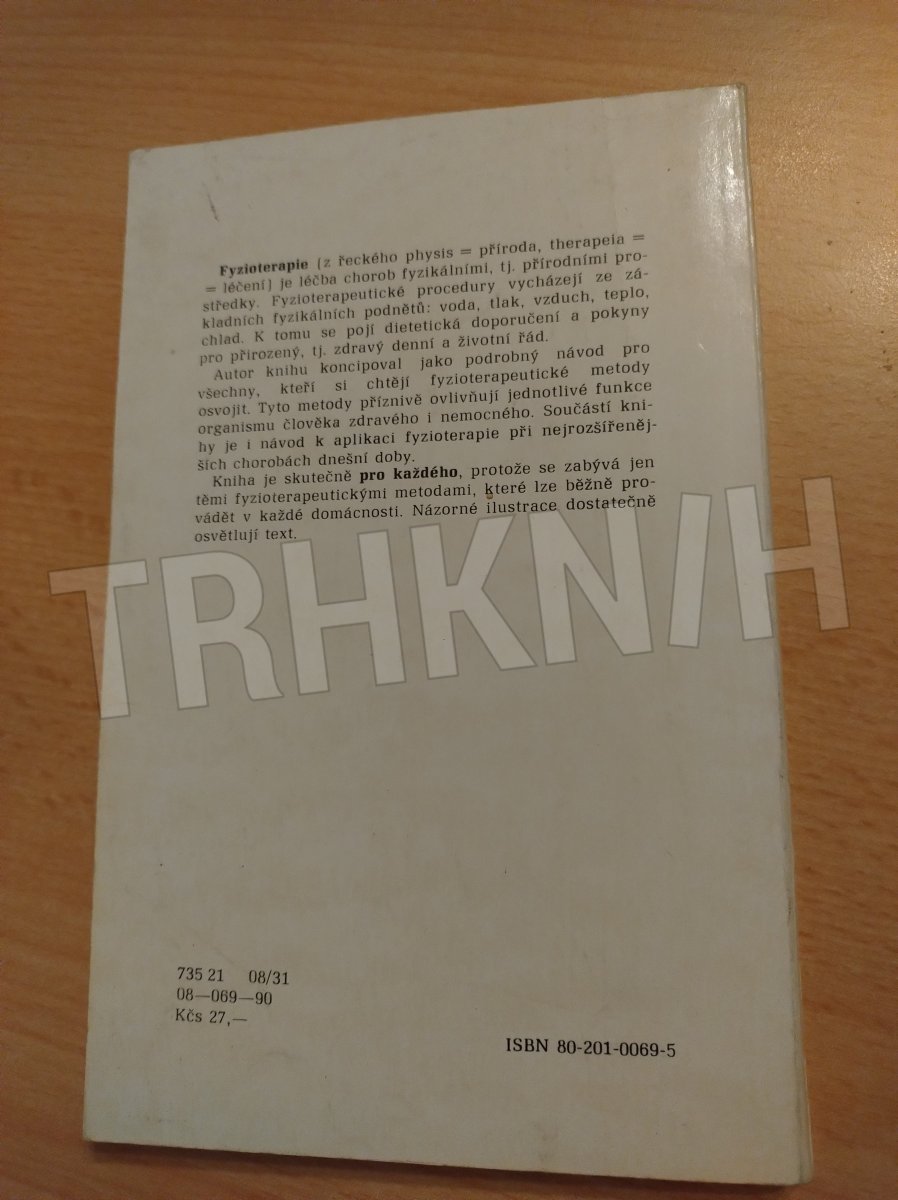 Fyzioterapie (z řeckého physis = příroda, therapeia =
= léčení) je léčba chorob fyzikálními, tj. přírodními pro-
středky. Fyzioterapeutické procedury vycházejí ze zá-
kladních fyzikálních podnětů: voda, tlak, vzduch, teplo,
chlad. K tomu se pojí dietetická doporučení a pokyny
pro přirozený, tj. zdravý denní a životní řád.
Autor knihu koncipoval jako podrobný návod pro
všechny, kteří si chtějí fyzioterapeutické metody
osvojit. Tyto metody příznivě ovlivňují jednotlivé funkce
organismu člověka zdravého i nemocného. Součástí kni-
hy je i návod k aplikaci fyzioterapie při nejrozšířeněj-
ších chorobách dnešní doby.
Kniha je skutečně pro každého, protože se zabývá jen
těmi fyzioterapeutickými metodami, které lze běžně pro-
vádět v každé domácnosti. Názorné ilustrace dostatečně
osvětlují text.
TRHKNIH
735 21 08/31
08—069—90
Kčs 27,—
ISBN 80-201-0069-5